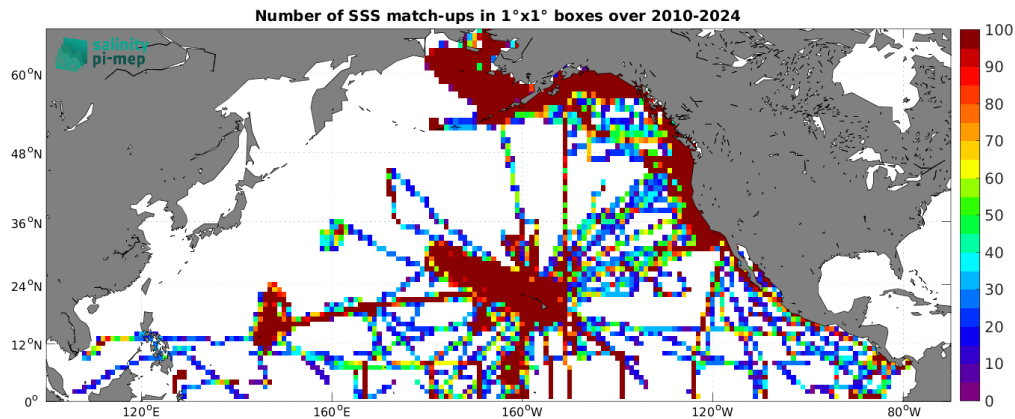 Number of SSS match-ups in 1°x1° boxes over 2010-2024
salinity
pi-mep
60°N
48°N
36°N
24°N
12°N
0°
120°E
160°E
160°W
120°W
80°W
100
90
80
70
60
50
40
30
20
10
0